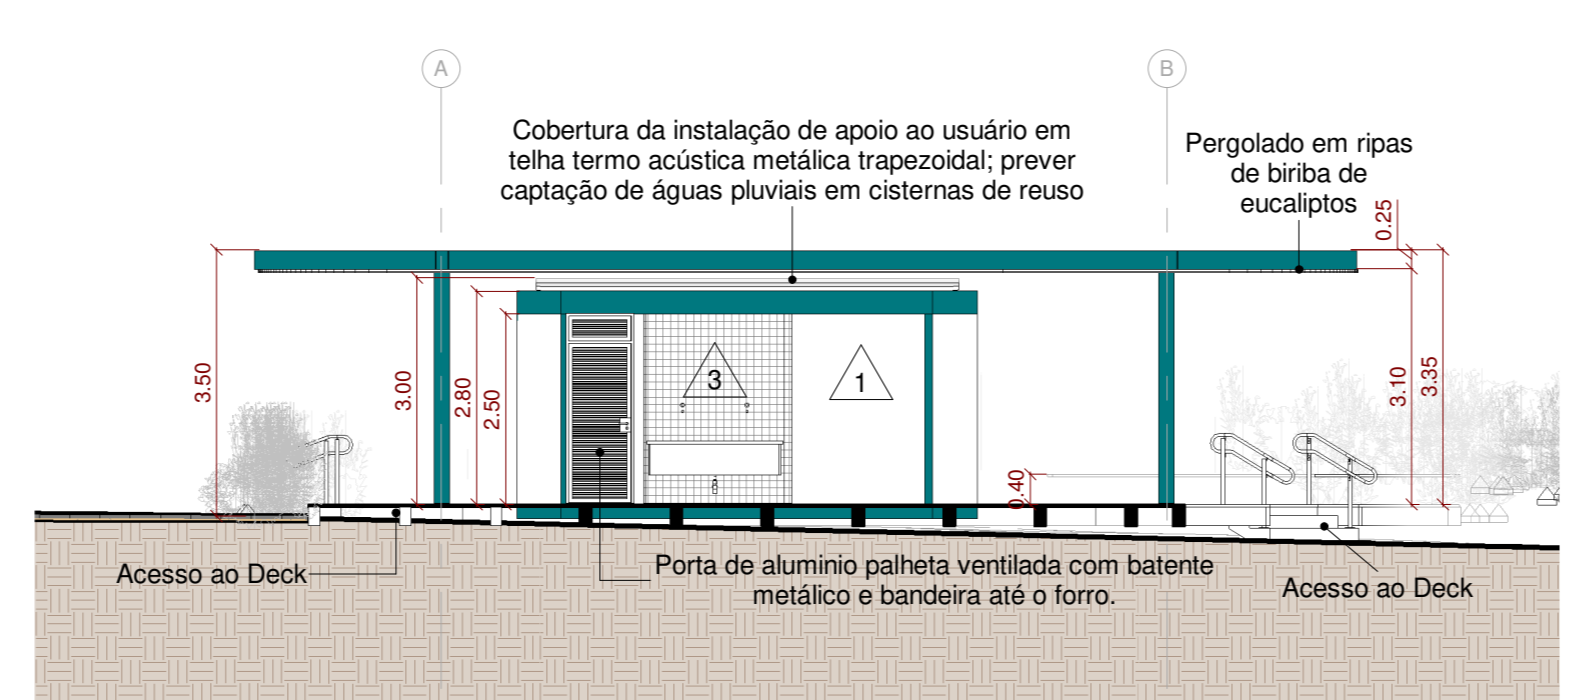 A
B
Cobertura da instalação de apoio ao usuário em
telha termo acústica metálica trapezoidal; prever
captação de águas pluviais em cisternas de reuso
Pergolado em ripas
de biriba de
eucaliptos
0.25
3.50
3.00
2.80
2.50
3
1
0.40
3.10
3.35
Acesso ao Deck
Porta de aluminio palheta ventilada com batente
metálico e bandeira até o forro.
Acesso ao Deck